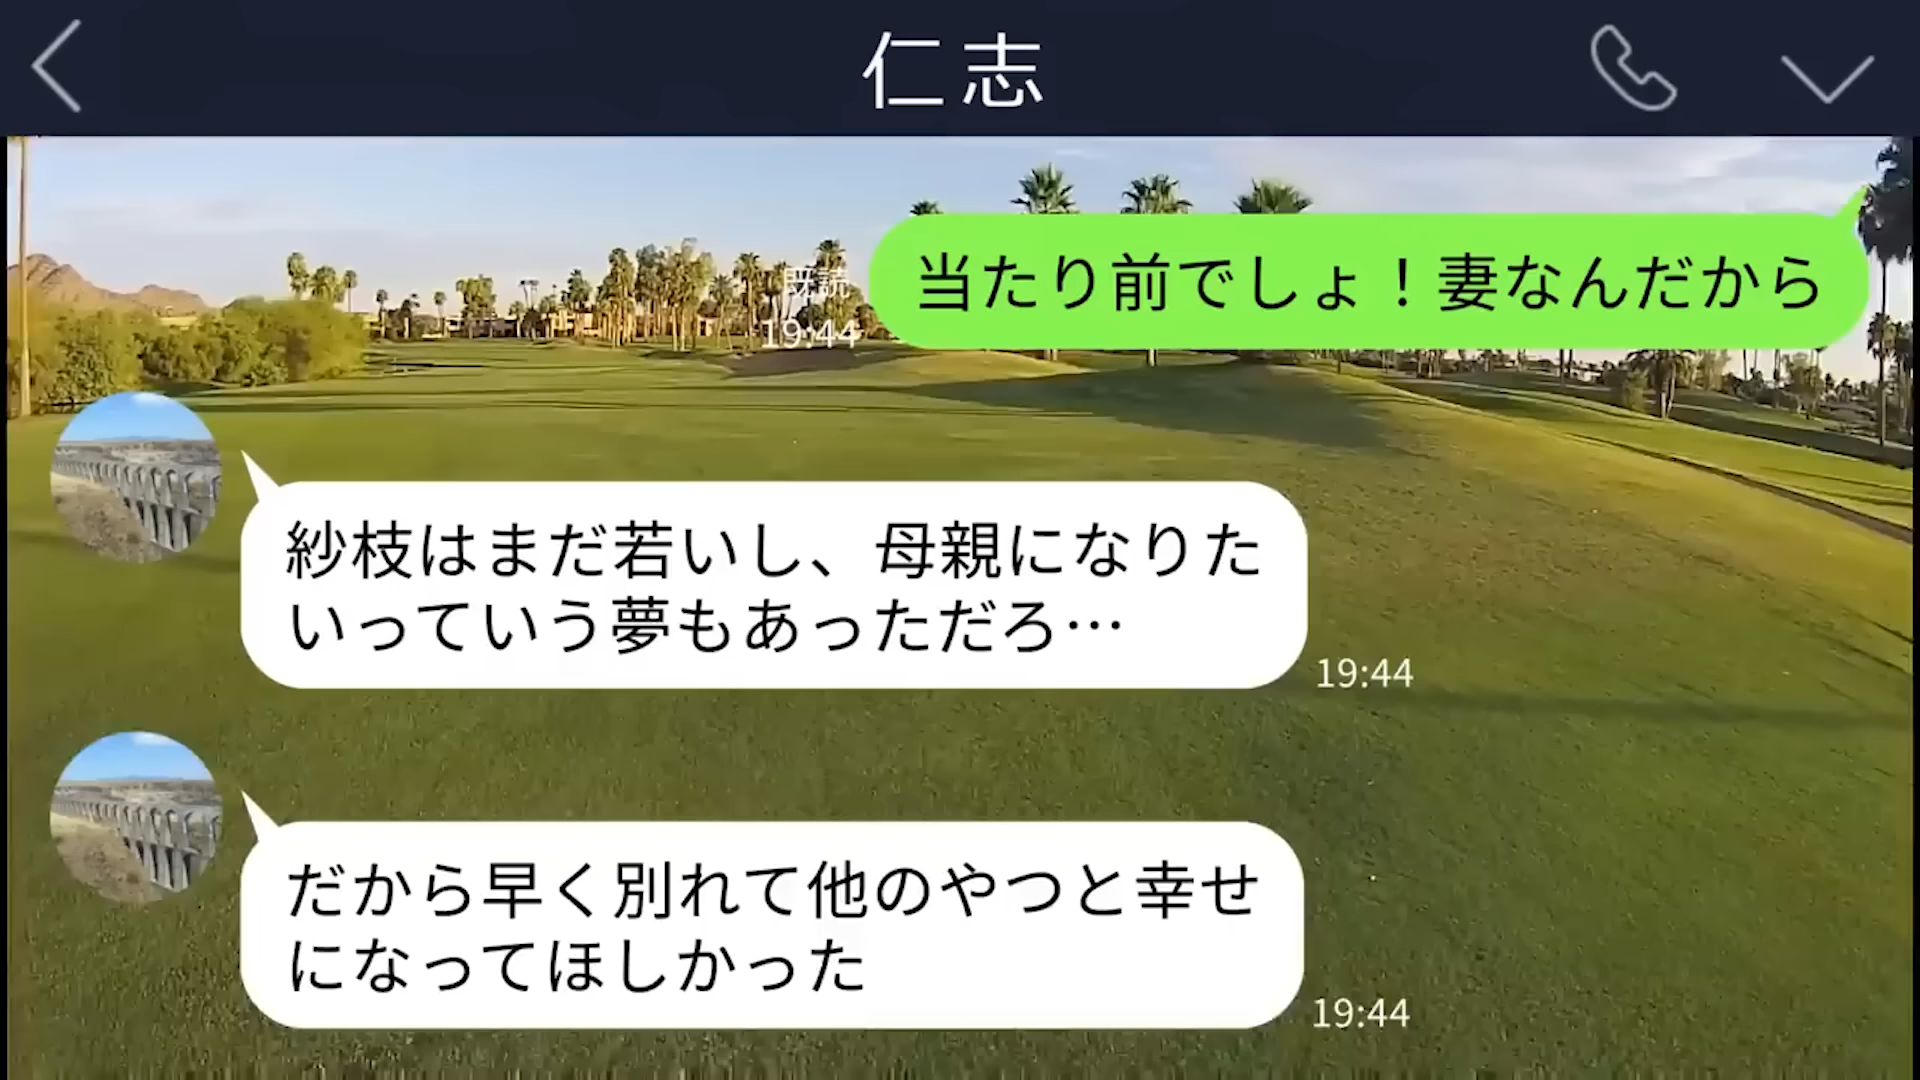 仁志
当たり前でしょ！妻なんだから
既読
19:44
紗枝はまだ若いし、母親になりた
いっていう夢もあっただろ…
19:44
だから早く別れて他のやつと幸せ
になってほしかった
19:44